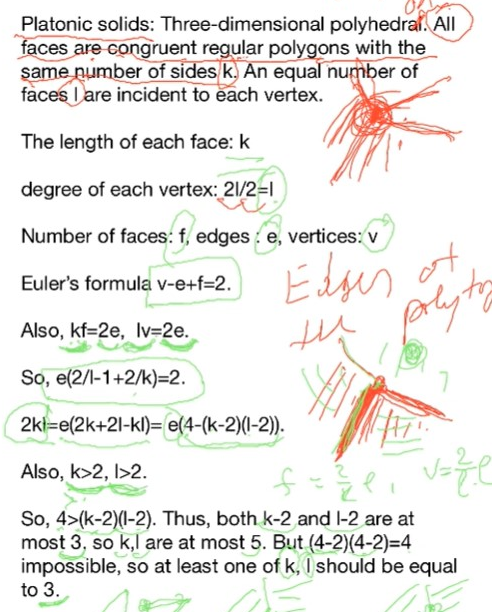 Platonic solids: Three-dimensional polyhedral. All
faces are congruent regular polygons with the
same number of sides k. An equal number of
faces l are incident to each vertex.
The length of each face: k
degree of each vertex: 2l/2=l
Number of faces: f, edges : e, vertices: v
Euler's formula v-e+f=2.
Edges at
Also, kf=2e, lv=2e.
So, e(2/l-1+2/k)=2.
2kl=e(2k+2l-kl)= e(4-(k-2)(l-2)).
Also, k>2, l>2.
f = 2/k e, v=2/l e
So, 4>(k-2)(l-2). Thus, both k-2 and l-2 are at
most 3, so k,l are at most 5. But (4-2)(4-2)=4
impossible, so at least one of k, l should be equal
to 3.